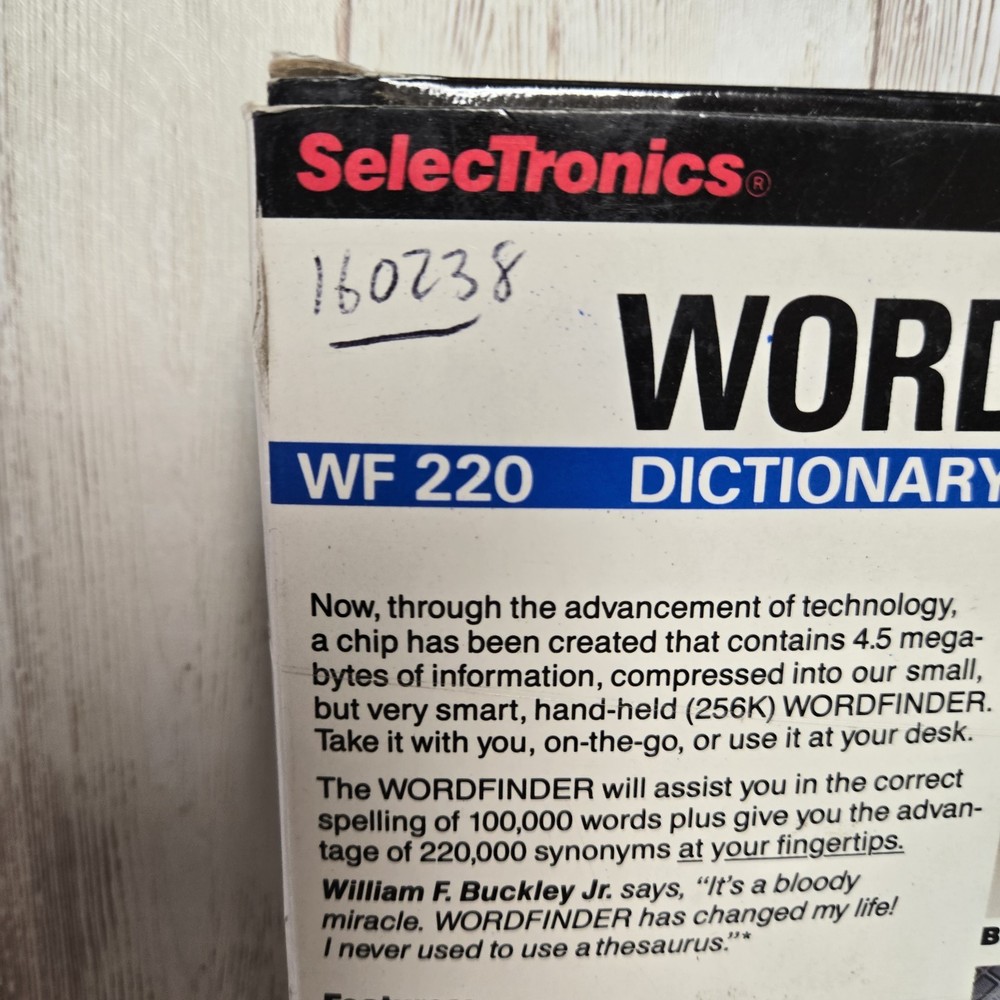 SelecTronics®
160238
WORD
WF 220 DICTIONARY
Now, through the advancement of technology,
a chip has been created that contains 4.5 mega-
bytes of information, compressed into our small,
but very smart, hand-held (256K) WORDFINDER.
Take it with you, on-the-go, or use it at your desk.
The WORDFINDER will assist you in the correct
spelling of 100,000 words plus give you the advan-
tage of 220,000 synonyms at your fingertips.
William F. Buckley Jr. says, “It’s a bloody
miracle. WORDFINDER has changed my life!
I never used to use a thesaurus.”*
B